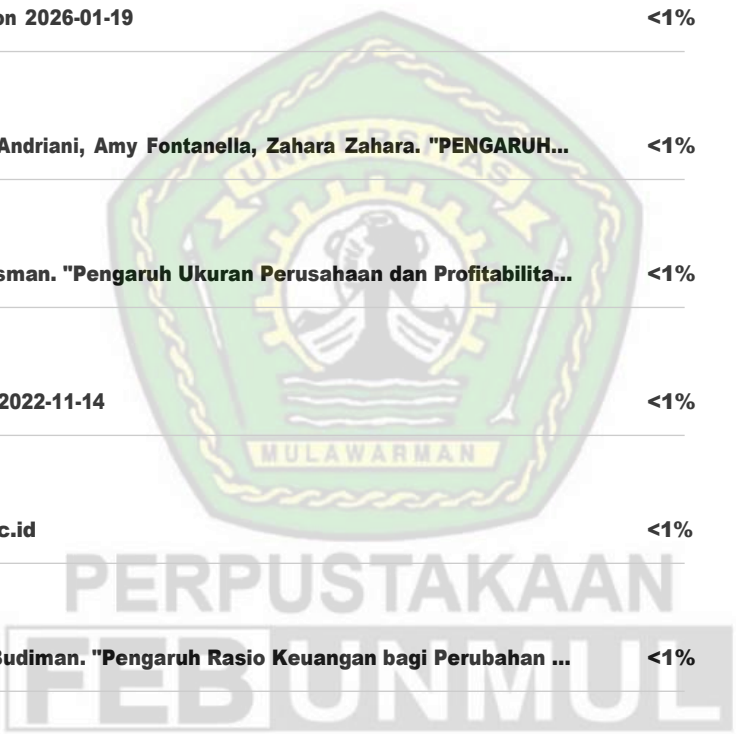 on 2026-01-19 <1%
Andriani, Amy Fontanella, Zahara Zahara. "PENGARUH... <1%
UNIVERSITAS
sman. "Pengaruh Ukuran Perusahaan dan Profitabilita... <1%
2022-11-14 <1%
MULAWARMAN
c.id <1%
PERPUSTAKAAN
Budiman. "Pengaruh Rasio Keuangan bagi Perubahan ... <1%
FEB UNMUL